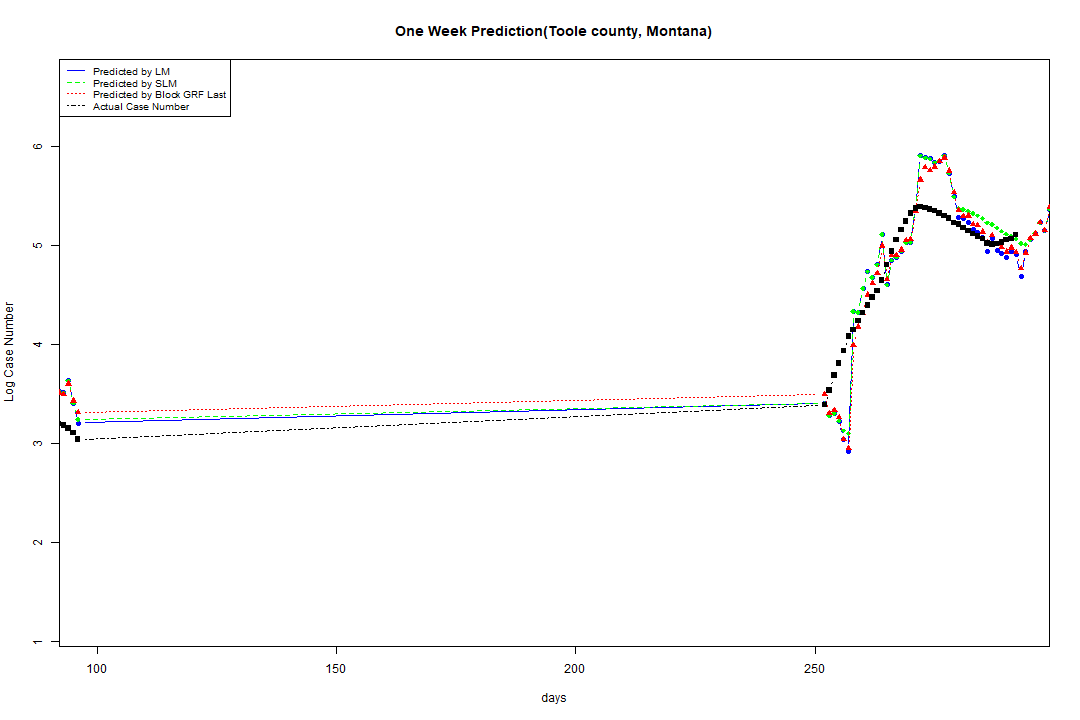 One Week Prediction(Toole county, Montana)
Predicted by LM
Predicted by SLM
Predicted by Block GRF Last
Actual Case Number
6
5
4
3
2
1
Log Case Number
100 150 200 250
days